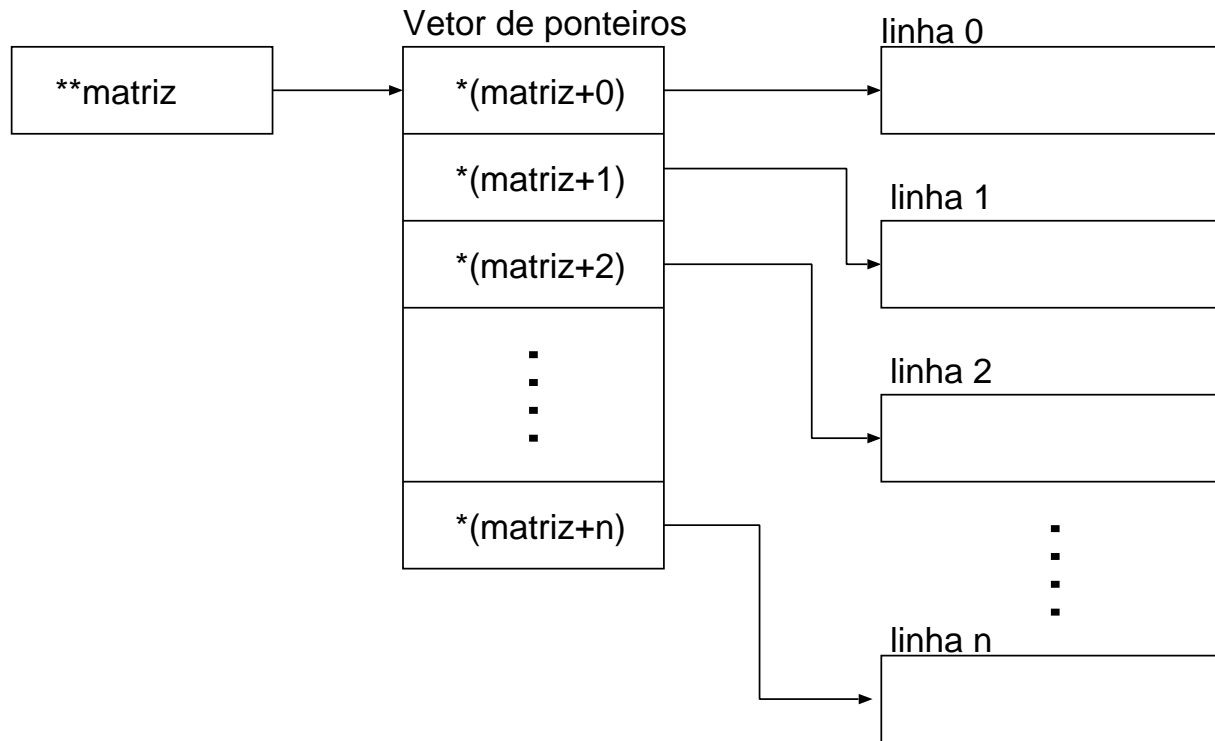 Vetor de ponteiros
linha 0
**matriz
*(matriz+0)
*(matriz+1)
linha 1
*(matriz+2)
linha 2
*(matriz+n)
linha n